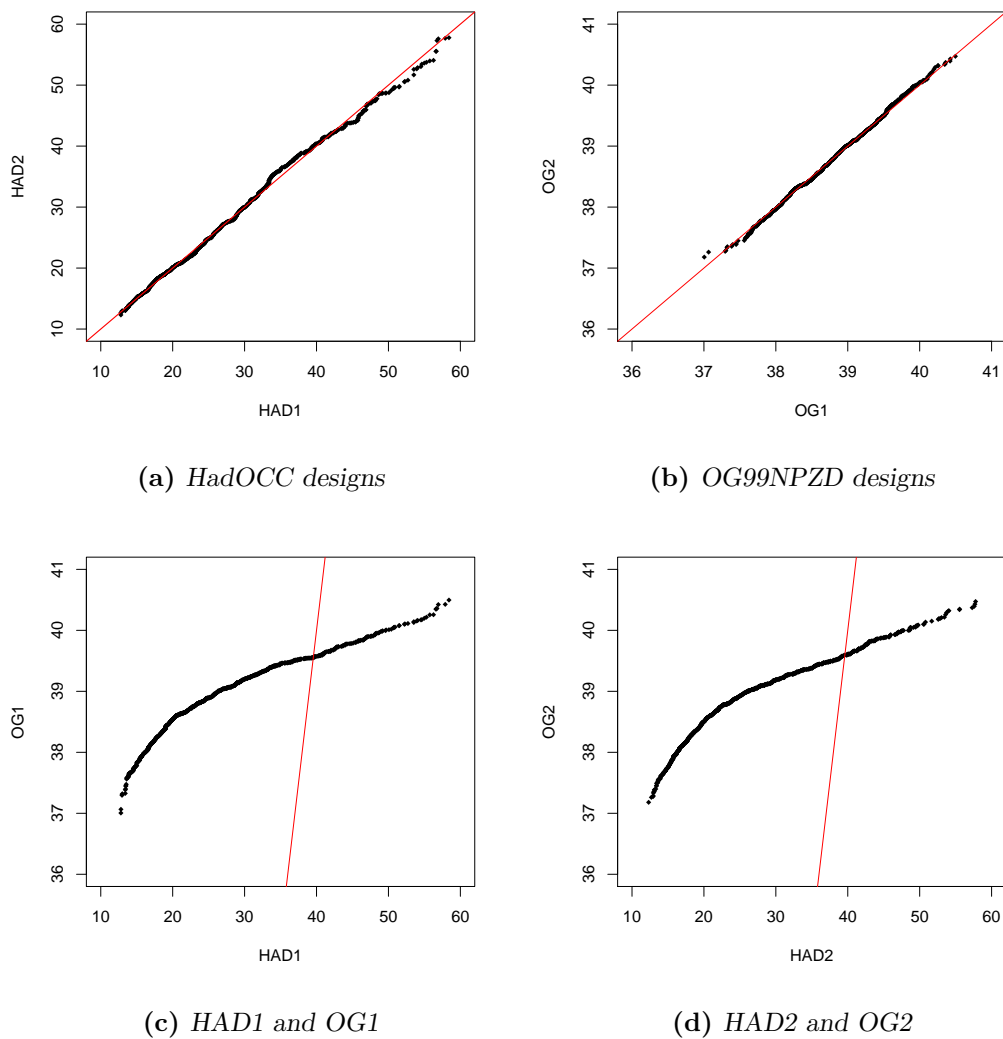 60
50
40
30
20
10
HAD2
10 20 30 40 50 60
HAD1
(a) HadOCC designs
41
40
39
38
37
36
OG2
36 37 38 39 40 41
OG1
(b) OG99NPZD designs
41
40
39
38
37
36
OG1
10 20 30 40 50 60
HAD1
(c) HAD1 and OG1
41
40
39
38
37
36
OG2
10 20 30 40 50 60
HAD2
(d) HAD2 and OG2